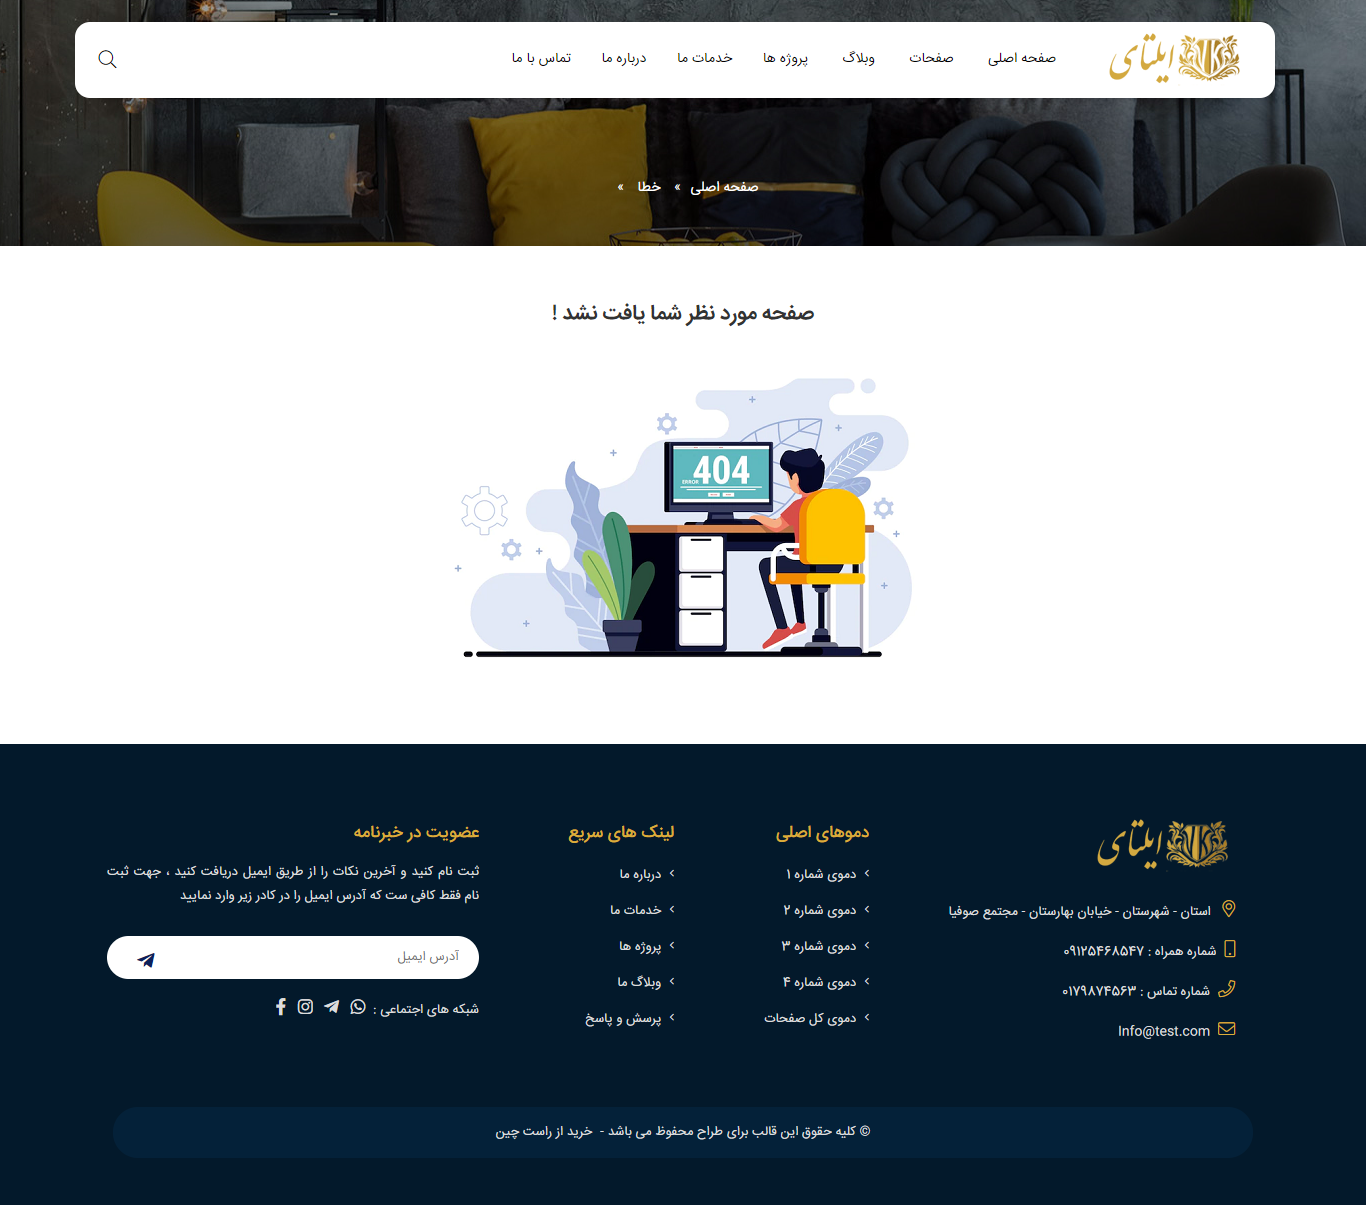 ایلتای
صفحه اصلی
صفحات
وبلاگ
پروژه ها
خدمات ما
درباره ما
تماس با ما
صفحه اصلی » خطا »
صفحه مورد نظر شما یافت نشد !
404
ERROR
ایلتای
استان - شهرستان - خیابان بهارستان - مجتمع صوفیا
شماره همراه : ۰۹۱۲۵۴۶۸۵۴۷
شماره تماس : ۰۱۷۹۸۷۴۵۶۳
Info@test.com
دموهای اصلی
دموی شماره ۱
دموی شماره ۲
دموی شماره ۳
دموی شماره ۴
دموی کل صفحات
لینک های سریع
درباره ما
خدمات ما
پروژه ها
وبلاگ ما
پرسش و پاسخ
عضویت در خبرنامه
ثبت نام کنید و آخرین نکات را از طریق ایمیل دریافت کنید ، جهت ثبت
نام فقط کافی ست که آدرس ایمیل را در کادر زیر وارد نمایید
آدرس ایمیل
شبکه های اجتماعی :
© کلیه حقوق این قالب برای طراح محفوظ می باشد - خرید از راست چین